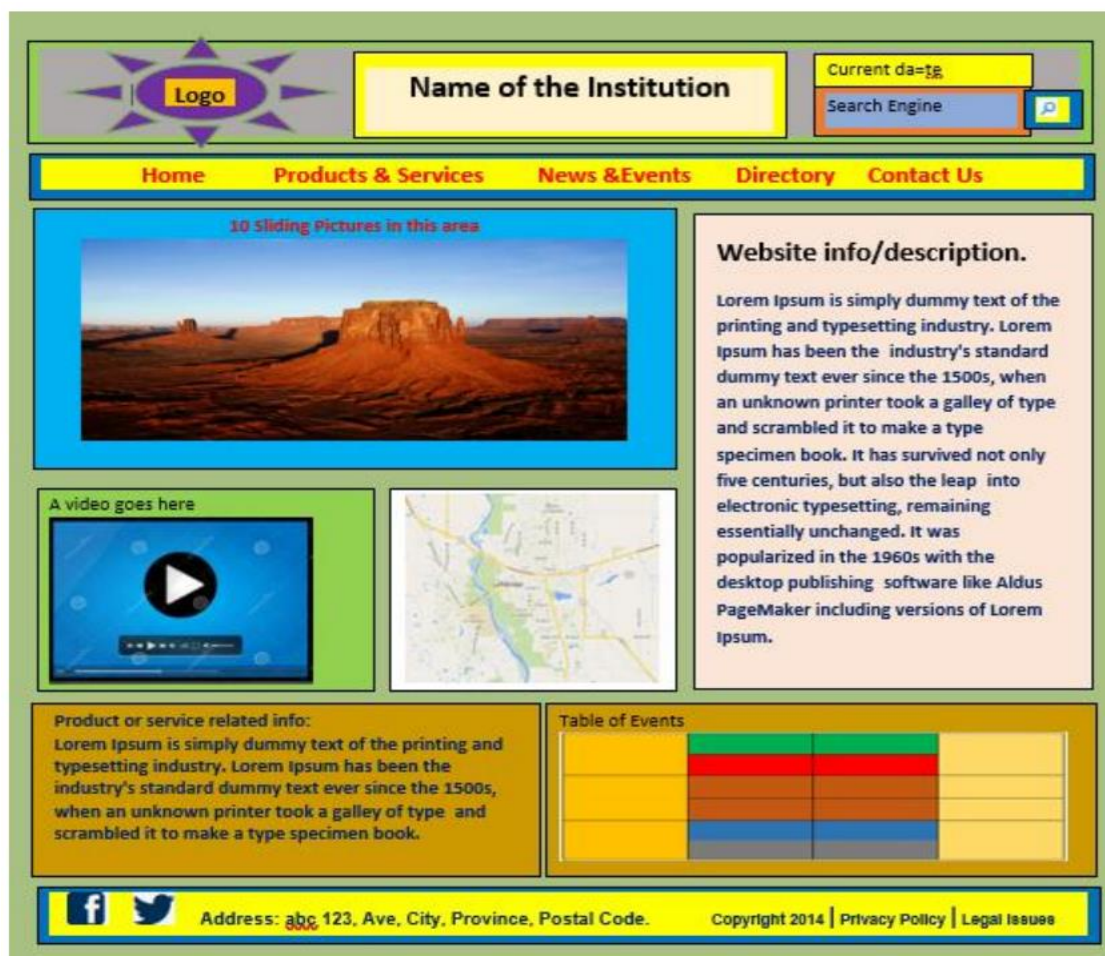 Logo
Name of the Institution
Current da=te
Search Engine
Home Products & Services News &Events Directory Contact Us
10 Sliding Pictures in this area
Website info/description.
Lorem Ipsum is simply dummy text of the
printing and typesetting industry. Lorem
Ipsum has been the industry's standard
dummy text ever since the 1500s, when
an unknown printer took a galley of type
and scrambled it to make a type
specimen book. It has survived not only
five centuries, but also the leap into
electronic typesetting, remaining
essentially unchanged. It was
popularized in the 1960s with the
desktop publishing software like Aldus
PageMaker including versions of Lorem
Ipsum.
A video goes here
Product or service related info:
Lorem Ipsum is simply dummy text of the printing and
typesetting industry. Lorem Ipsum has been the
industry's standard dummy text ever since the 1500s,
when an unknown printer took a galley of type and
scrambled it to make a type specimen book.
Table of Events
f
Address: abc 123, Ave, City, Province, Postal Code.
Copyright 2014 | Privacy Policy | Legal Issues